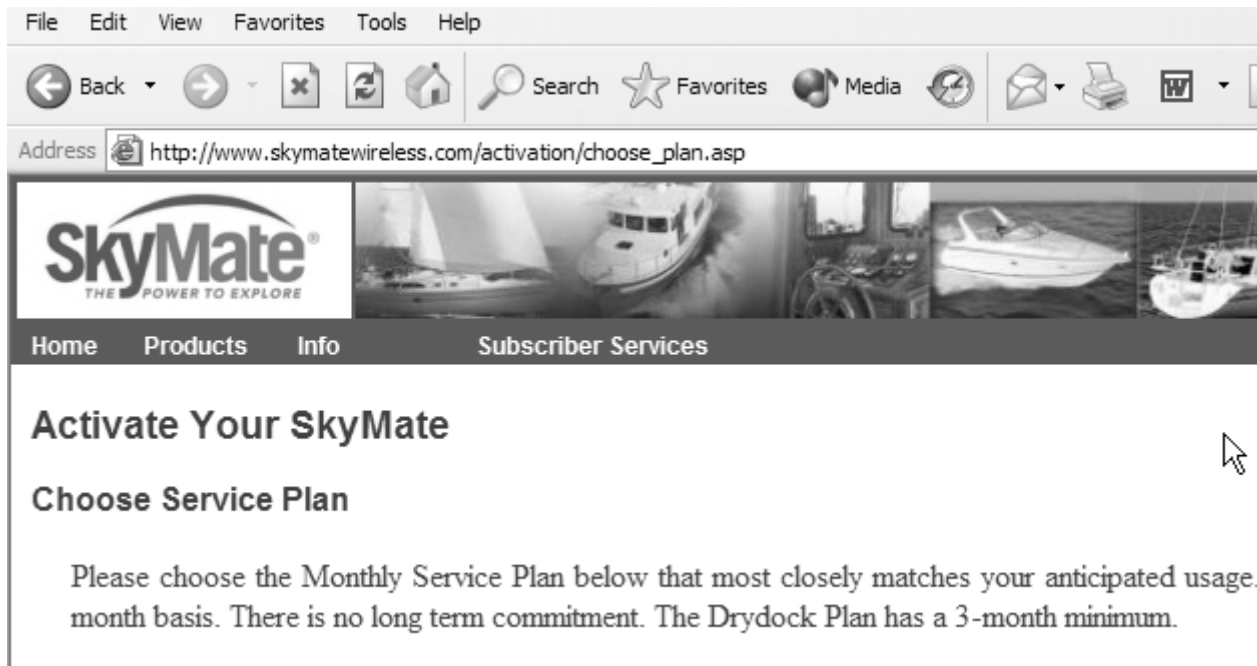 File Edit View Favorites Tools Help
Back Search Favorites Media W
Address http://www.skymatewireless.com/activation/choose_plan.asp
SkyMate®
THE POWER TO EXPLORE
Home Products Info Subscriber Services
Activate Your SkyMate
Choose Service Plan
Please choose the Monthly Service Plan below that most closely matches your anticipated usage.
month basis. There is no long term commitment. The Drydock Plan has a 3-month minimum.